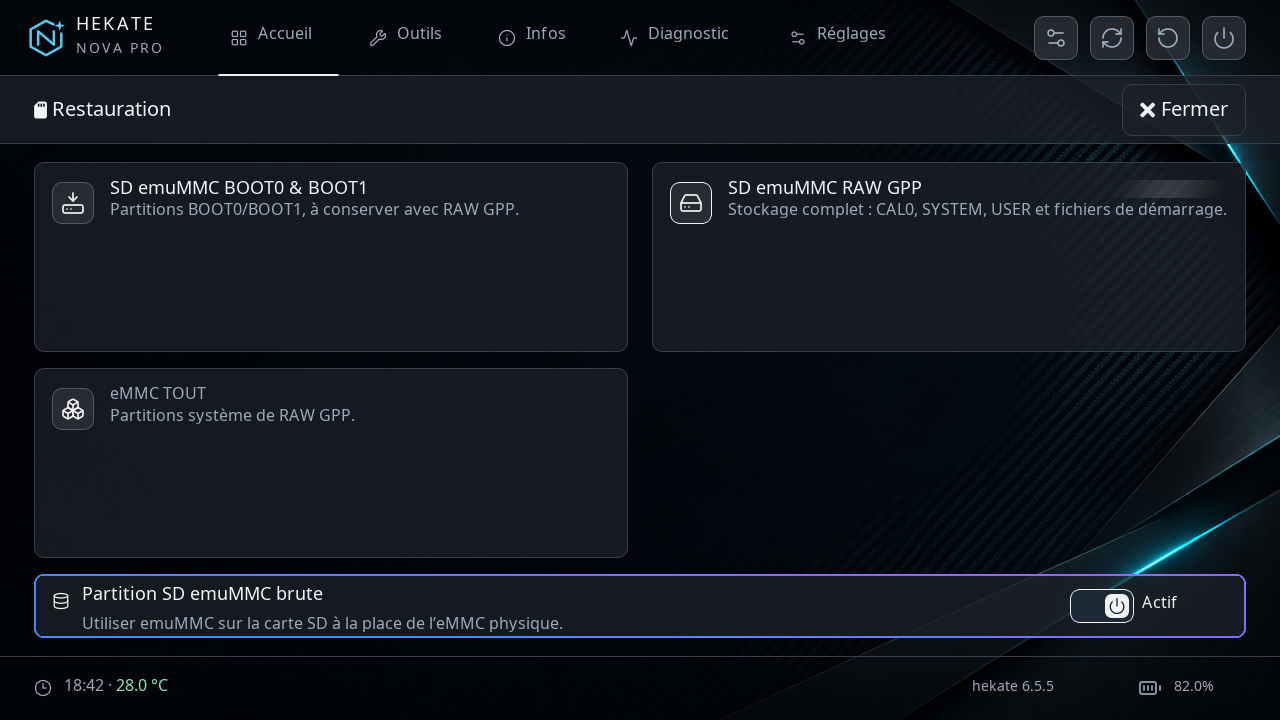 HEKATE
NOVA PRO
Accueil
Outils
Infos
Diagnostic
Réglages
Restauration
Fermer
SD emuMMC BOOT0 & BOOT1
Partitions BOOT0/BOOT1, à conserver avec RAW GPP.
SD emuMMC RAW GPP
Stockage complet : CAL0, SYSTEM, USER et fichiers de démarrage.
eMMC TOUT
Partitions système de RAW GPP.
Partition SD emuMMC brute
Utiliser emuMMC sur la carte SD à la place de l’eMMC physique.
Actif
18:42 · 28.0 °C
hekate 6.5.5
82.0%